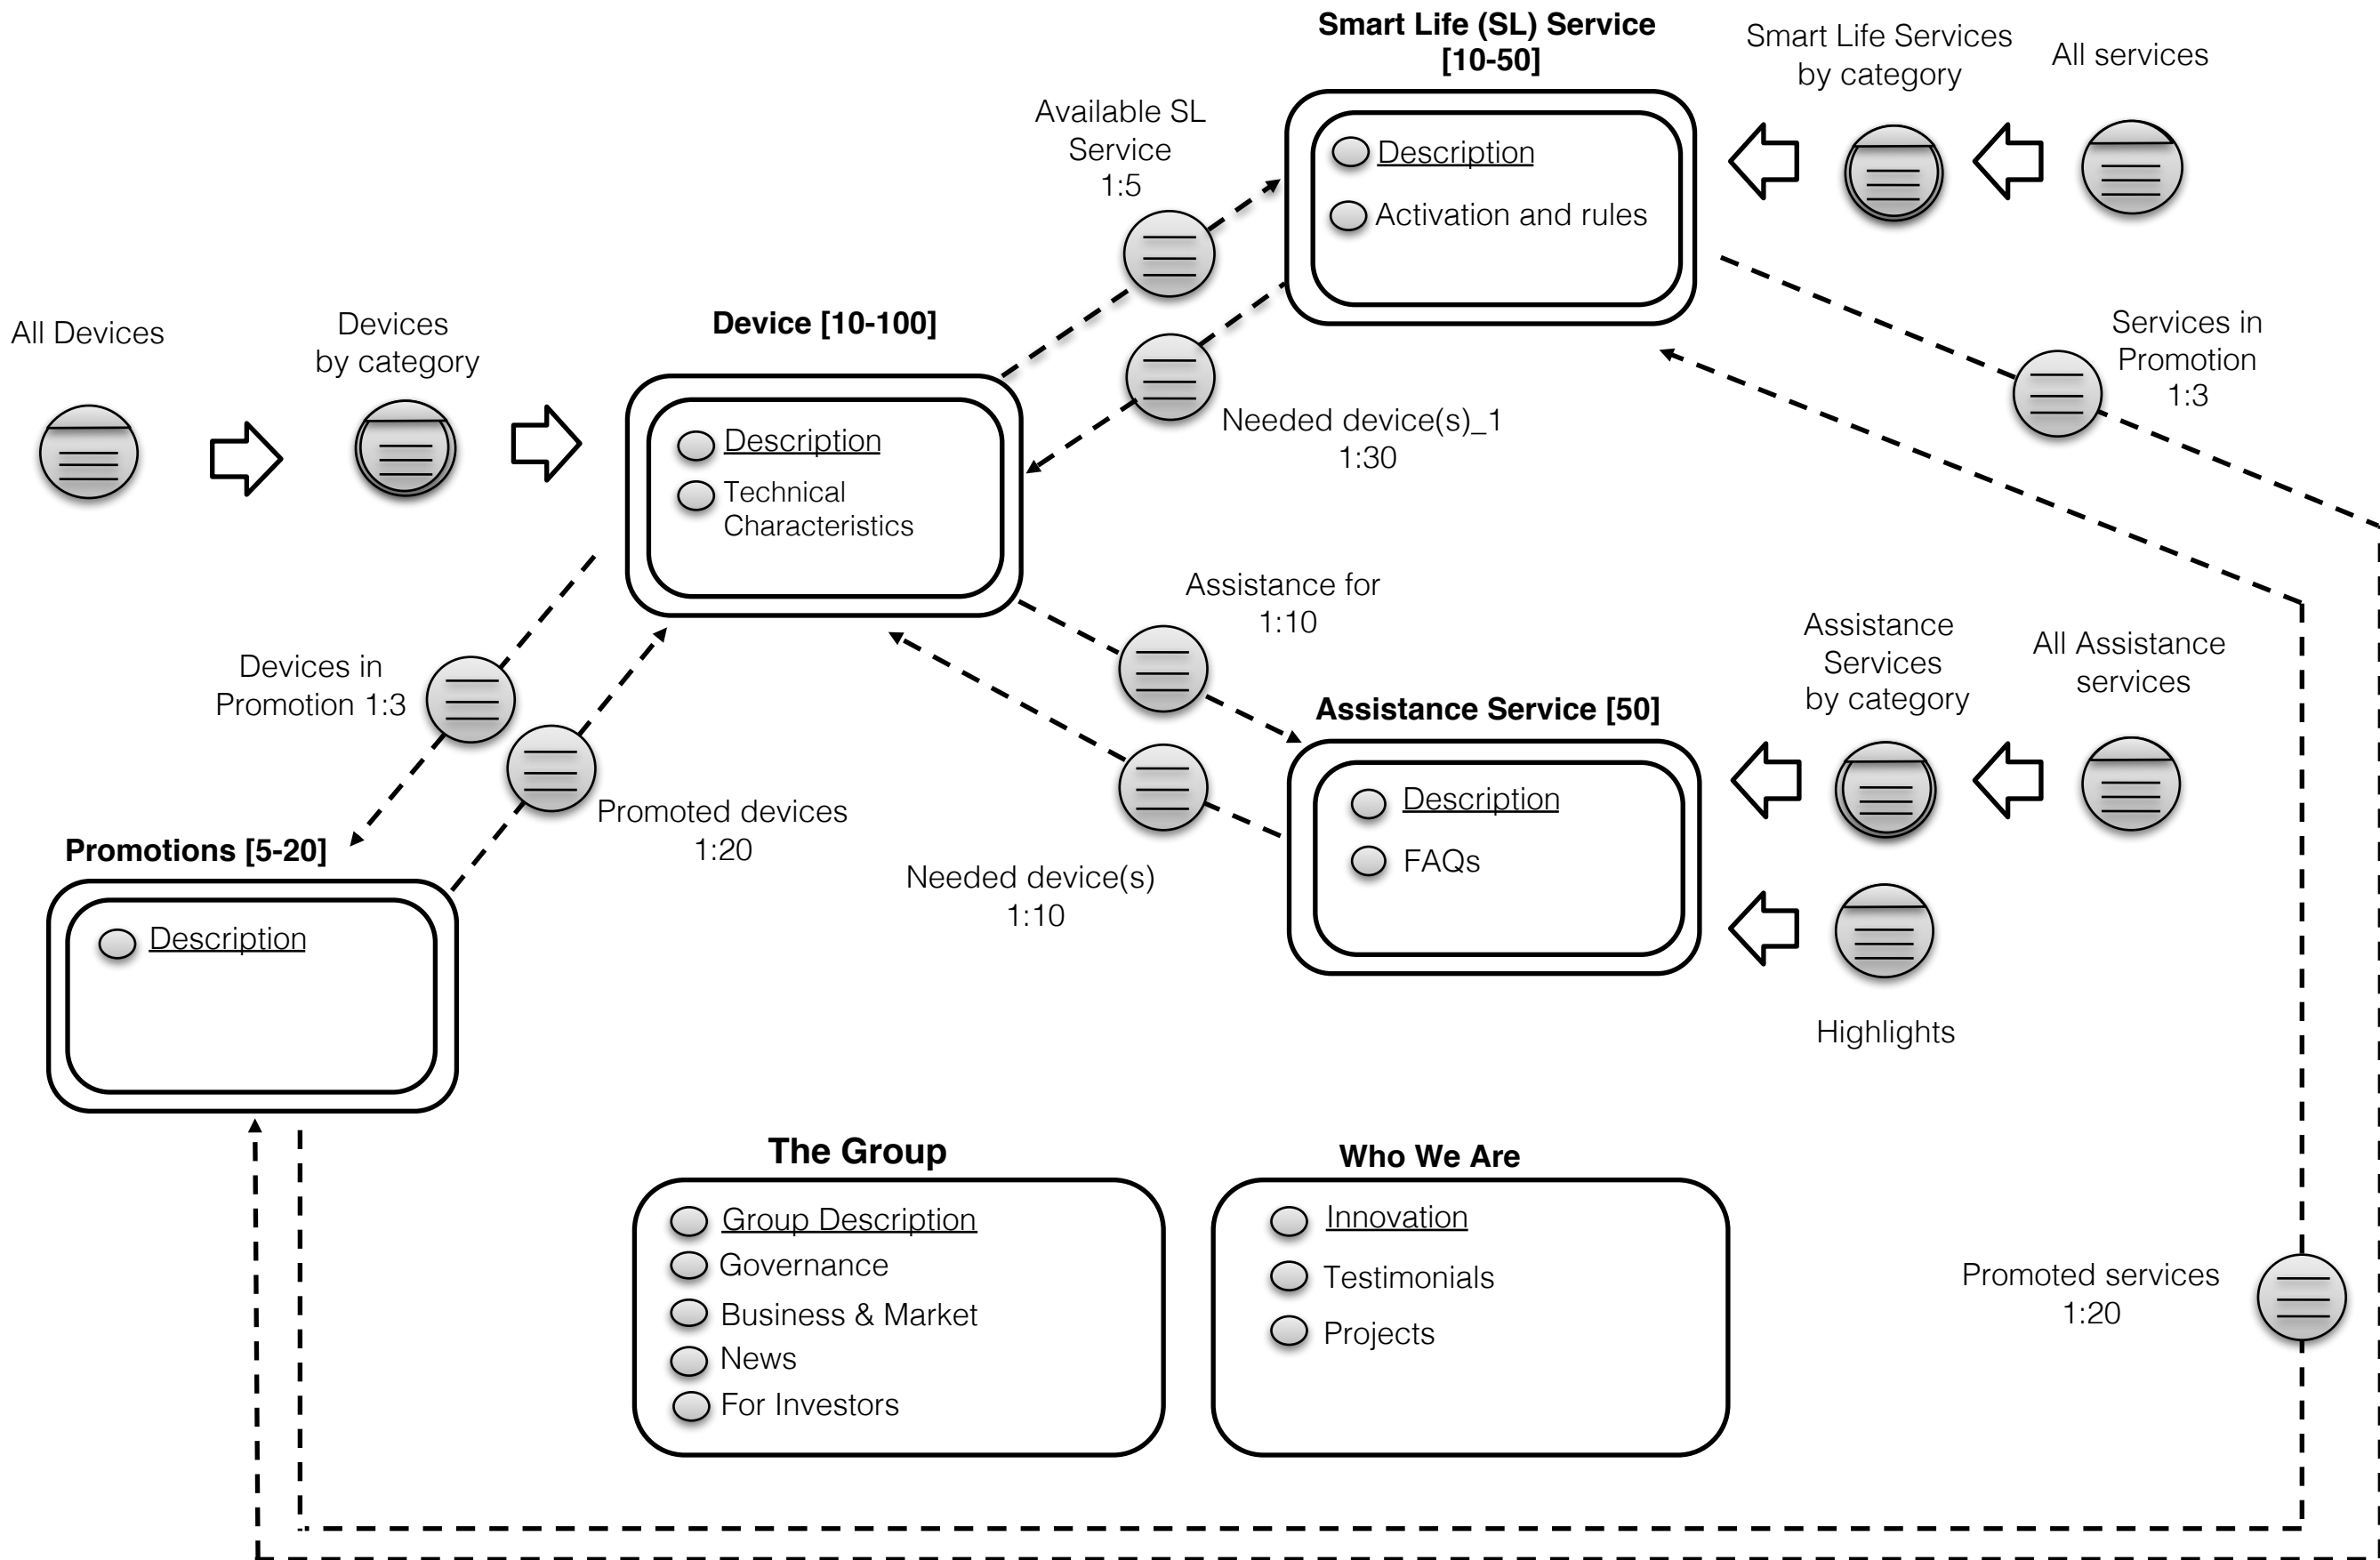 Smart Life (SL) Service
[10-50]
Smart Life Services
by category
All services
Available SL
Service
1:5
Description
Activation and rules
All Devices
Devices
by category
Device [10-100]
Services in
Promotion
1:3
Needed device(s)_1
1:30
Description
Technical
Characteristics
Assistance for
1:10
Assistance
Services
by category
All Assistance
services
Devices in
Promotion 1:3
Assistance Service [50]
Promoted devices
1:20
Description
FAQs
Promotions [5-20]
Needed device(s)
1:10
Description
Highlights
The Group
Who We Are
Group Description
Governance
Business & Market
News
For Investors
Innovation
Testimonials
Projects
Promoted services
1:20